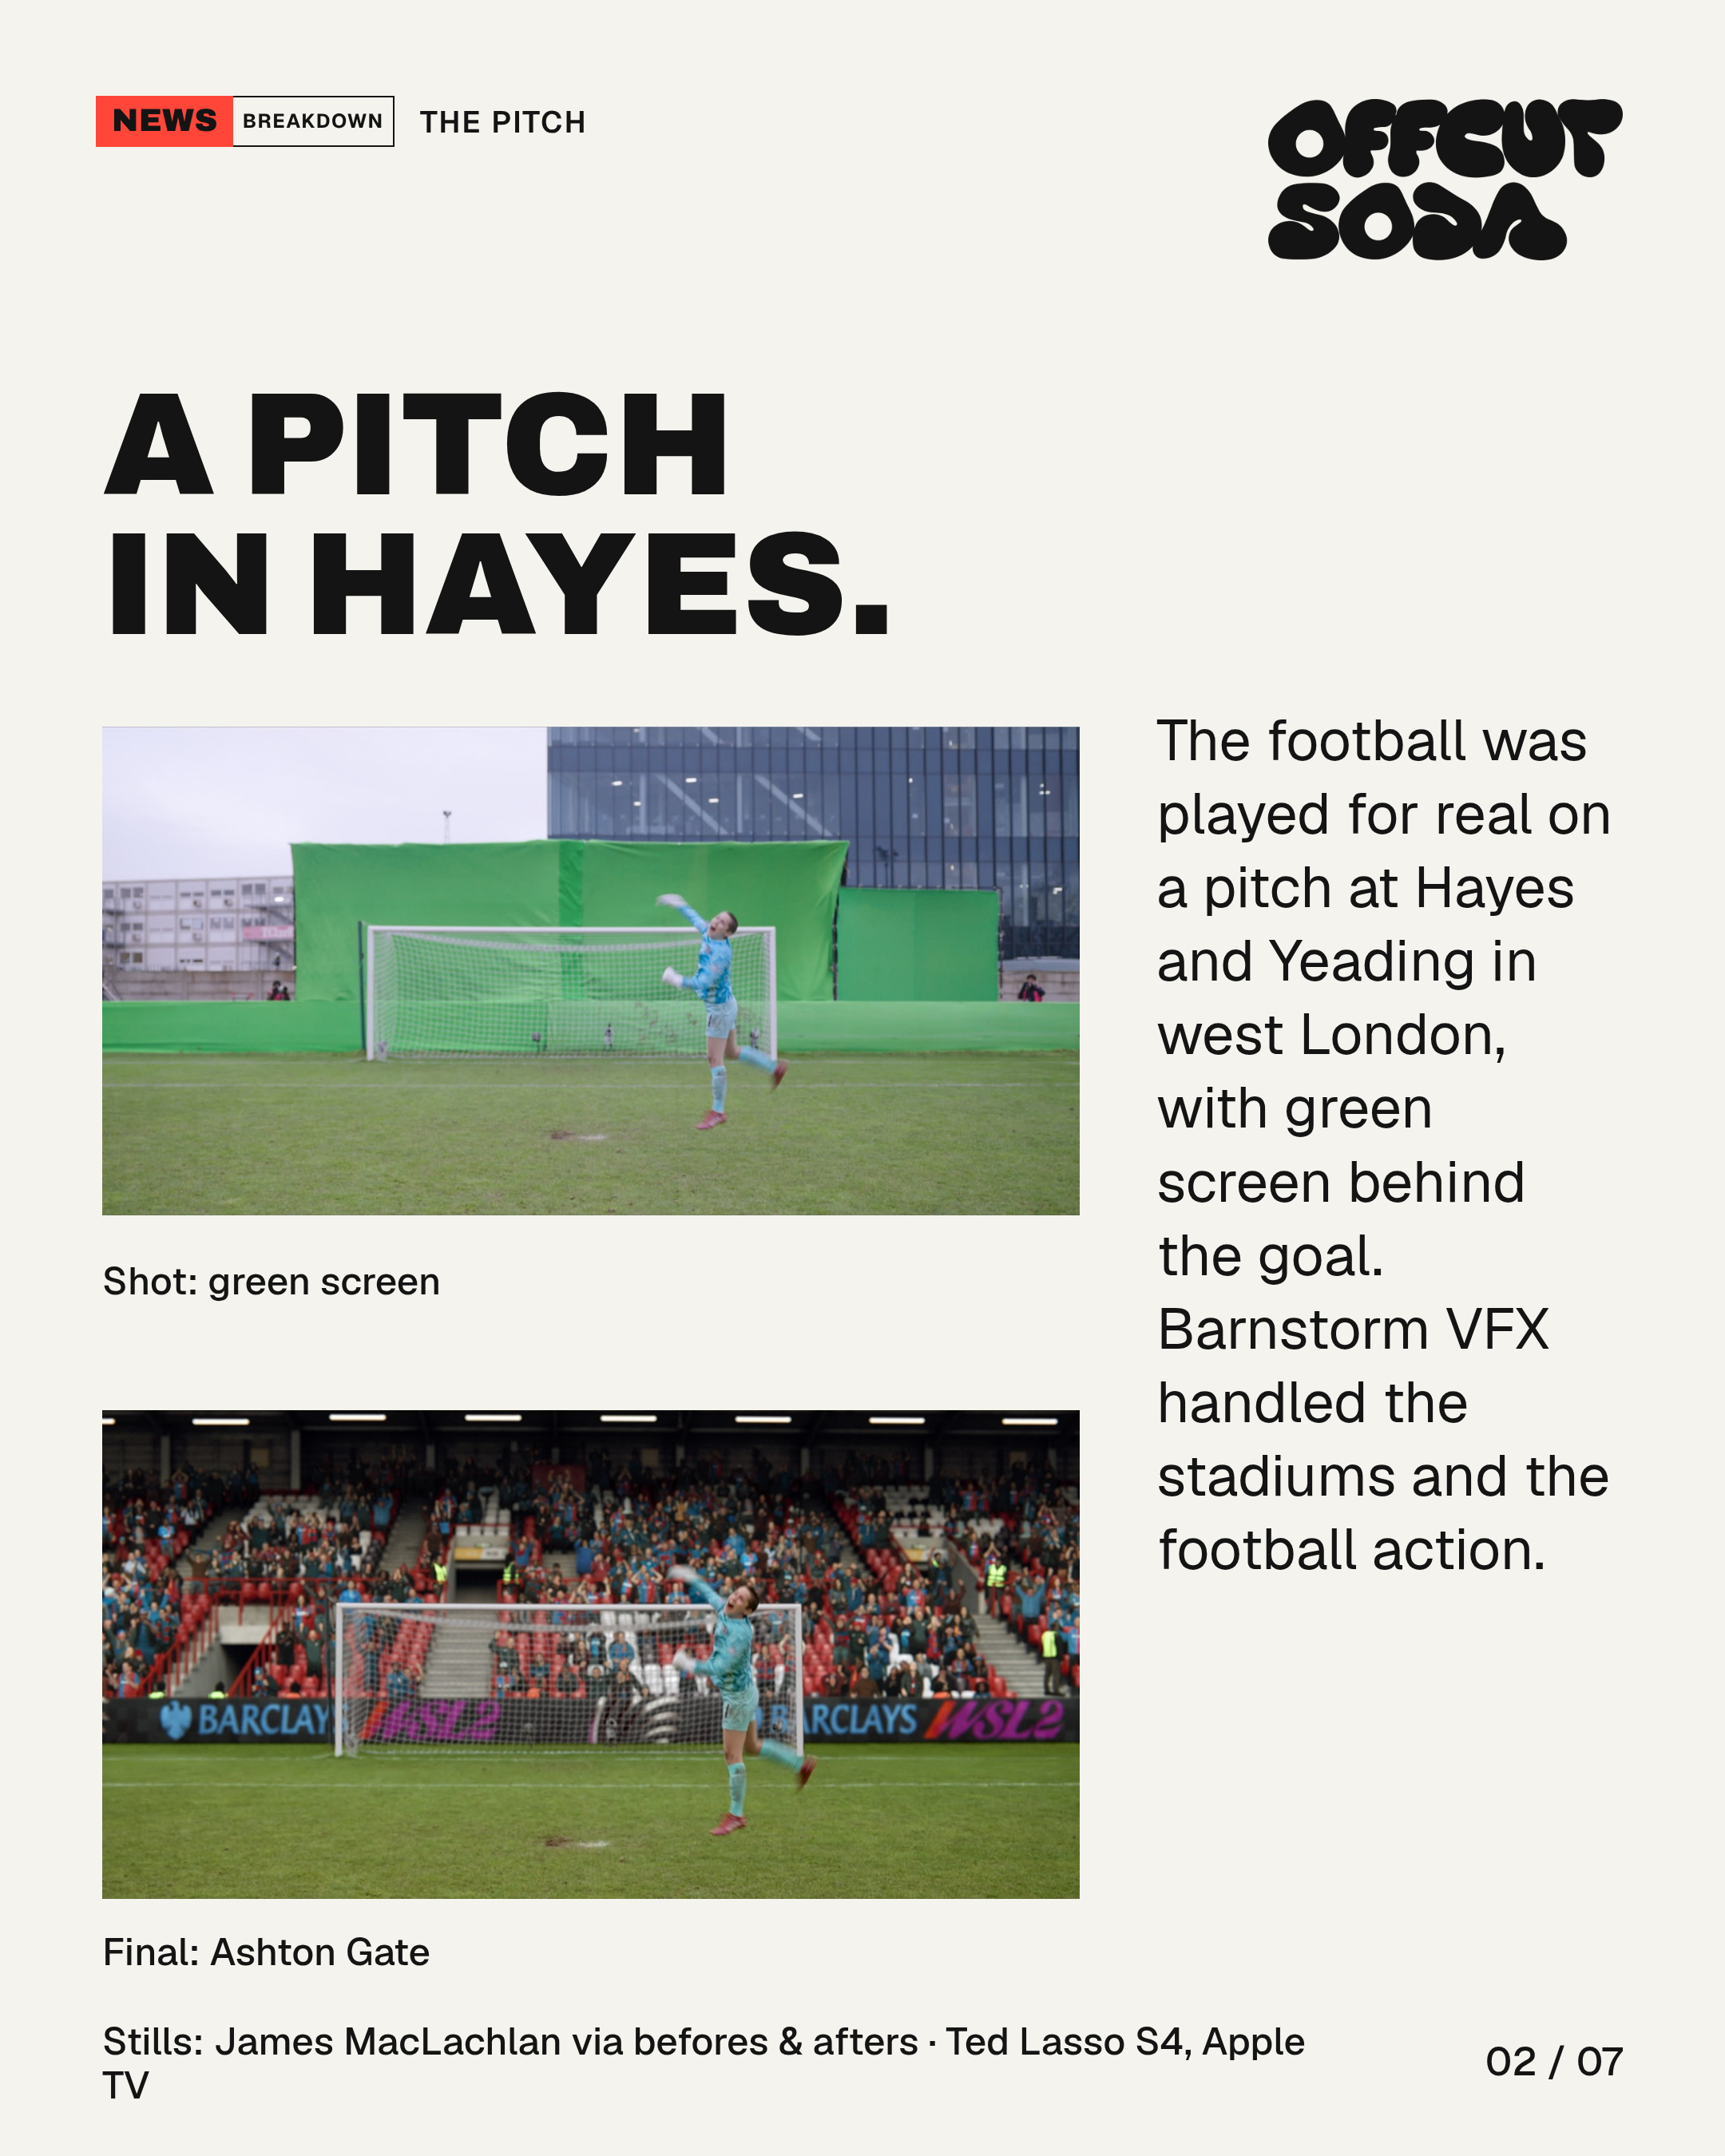 NEWS BREAKDOWN THE PITCH
OFFCUT
SODA
A PITCH
IN HAYES.
The football was
played for real on
a pitch at Hayes
and Yeading in
west London,
with green
screen behind
the goal.
Barnstorm VFX
handled the
stadiums and the
football action.
Shot: green screen
BARCLAYS WSL2 BARCLAYS WSL2
Final: Ashton Gate
Stills: James MacLachlan via befores & afters · Ted Lasso S4, Apple
TV
02 / 07